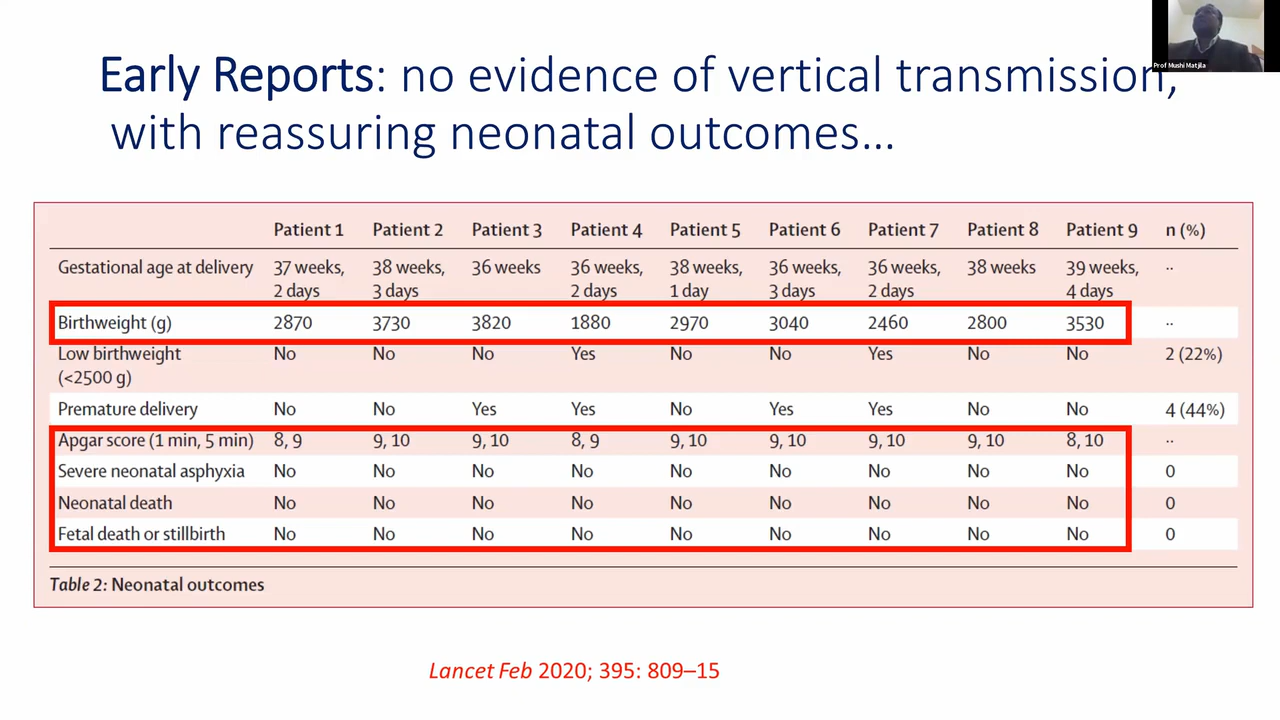 Prof Mushi Matjila
Early Reports: no evidence of vertical transmission,
with reassuring neonatal outcomes…
Patient 1 Patient 2 Patient 3 Patient 4 Patient 5 Patient 6 Patient 7 Patient 8 Patient 9 n (%)
Gestational age at delivery 37 weeks, 38 weeks, 36 weeks 36 weeks, 38 weeks, 36 weeks, 36 weeks, 38 weeks 39 weeks, ··
2 days 3 days 2 days 1 day 3 days 2 days 4 days
Birthweight (g) 2870 3730 3820 1880 2970 3040 2460 2800 3530 ··
Low birthweight No No No Yes No No Yes No No 2 (22%)
(<2500 g)
Premature delivery No No Yes Yes No Yes Yes No No 4 (44%)
Apgar score (1 min, 5 min) 8, 9 9, 10 9, 10 8, 9 9, 10 9, 10 9, 10 9, 10 8, 10 ··
Severe neonatal asphyxia No No No No No No No No No 0
Neonatal death No No No No No No No No No 0
Fetal death or stillbirth No No No No No No No No No 0
Table 2: Neonatal outcomes
Lancet Feb 2020; 395: 809–15